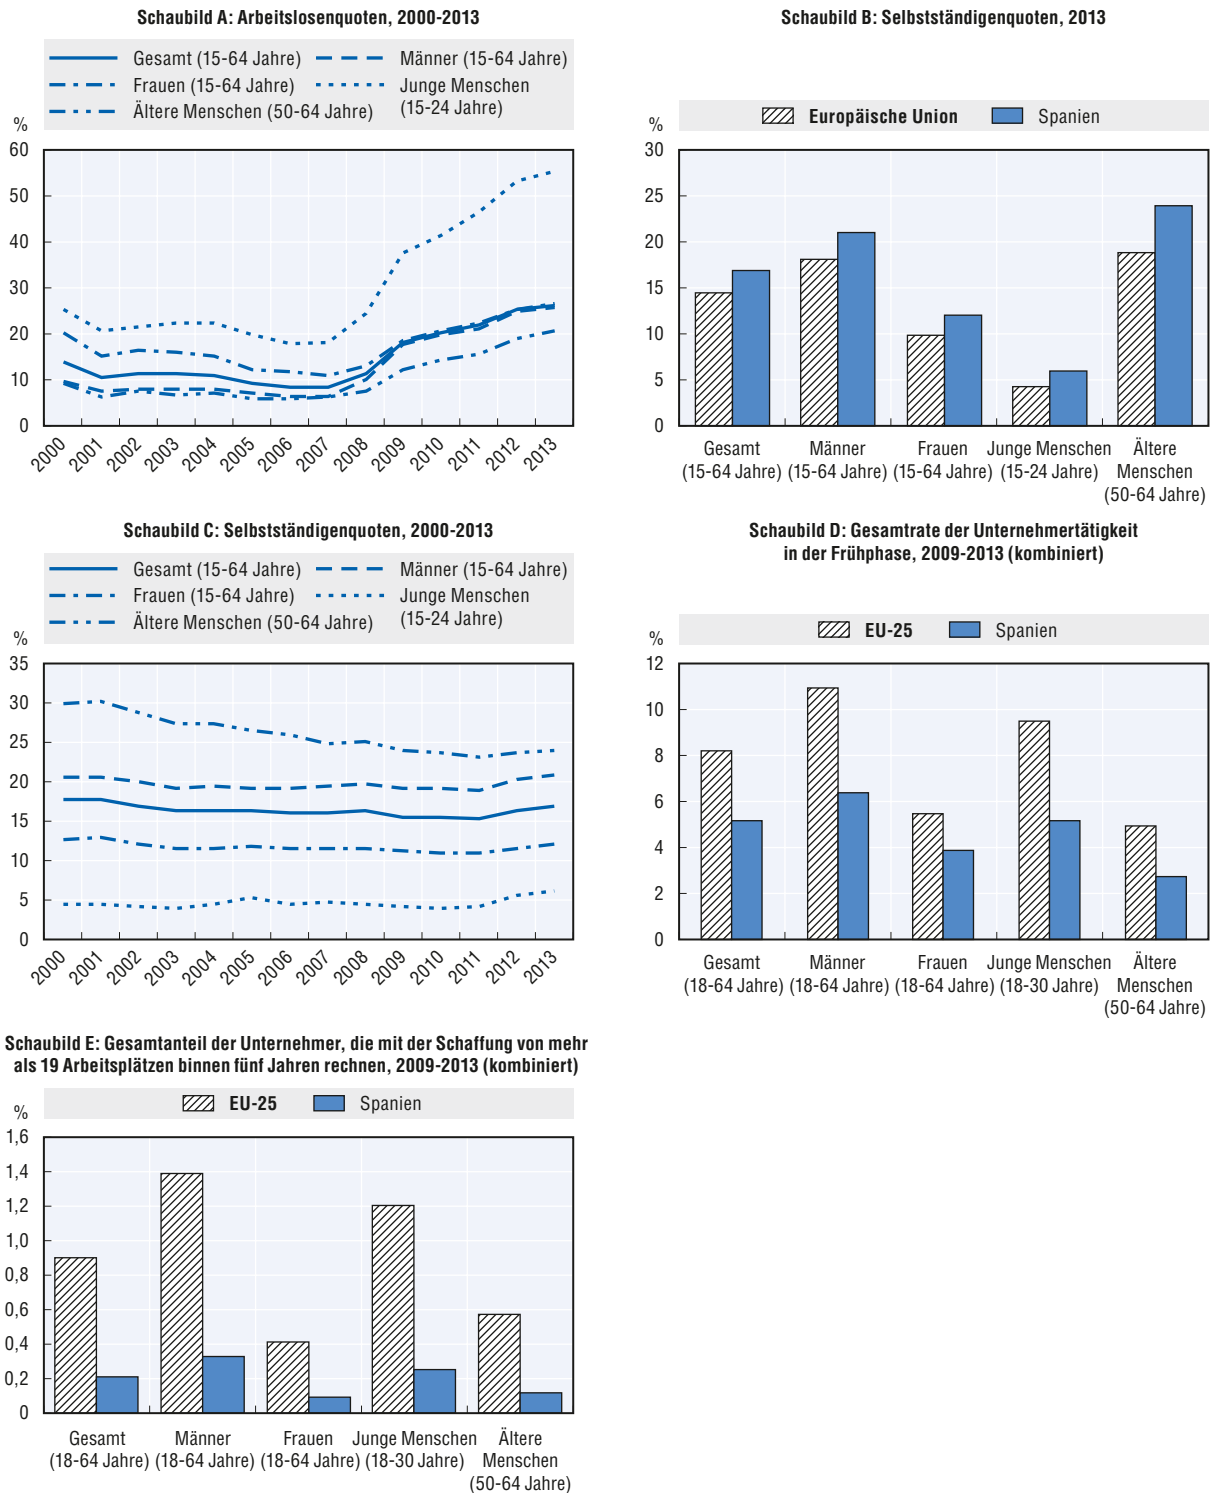 Schaubild A: Arbeitslosenquoten, 2000-2013
Gesamt (15-64 Jahre)
Männer (15-64 Jahre)
Frauen (15-64 Jahre)
Junge Menschen
(15-24 Jahre)
Ältere Menschen (50-64 Jahre)
%
60
50
40
30
20
10
0
2000
2001
2002
2003
2004
2005
2006
2007
2008
2009
2010
2011
2012
2013
Schaubild B: Selbstständigenquoten, 2013
Europäische Union
Spanien
%
30
25
20
15
10
5
0
Gesamt
(15-64 Jahre)
Männer
(15-64 Jahre)
Frauen
(15-64 Jahre)
Junge Menschen
(15-24 Jahre)
Ältere
Menschen
(50-64 Jahre)
Schaubild C: Selbstständigenquoten, 2000-2013
Gesamt (15-64 Jahre)
Männer (15-64 Jahre)
Frauen (15-64 Jahre)
Junge Menschen
(15-24 Jahre)
Ältere Menschen (50-64 Jahre)
%
35
30
25
20
15
10
5
0
2000
2001
2002
2003
2004
2005
2006
2007
2008
2009
2010
2011
2012
2013
Schaubild D: Gesamtrate der Unternehmertätigkeit
in der Frühphase, 2009-2013 (kombiniert)
EU-25
Spanien
%
12
10
8
6
4
2
0
Gesamt
(18-64 Jahre)
Männer
(18-64 Jahre)
Frauen
(18-64 Jahre)
Junge Menschen
(18-30 Jahre)
Ältere
Menschen
(50-64 Jahre)
Schaubild E: Gesamtanteil der Unternehmer, die mit der Schaffung von mehr
als 19 Arbeitsplätzen binnen fünf Jahren rechnen, 2009-2013 (kombiniert)
EU-25
Spanien
%
1,6
1,4
1,2
1,0
0,8
0,6
0,4
0,2
0
Gesamt
(18-64 Jahre)
Männer
(18-64 Jahre)
Frauen
(18-64 Jahre)
Junge Menschen
(18-30 Jahre)
Ältere
Menschen
(50-64 Jahre)